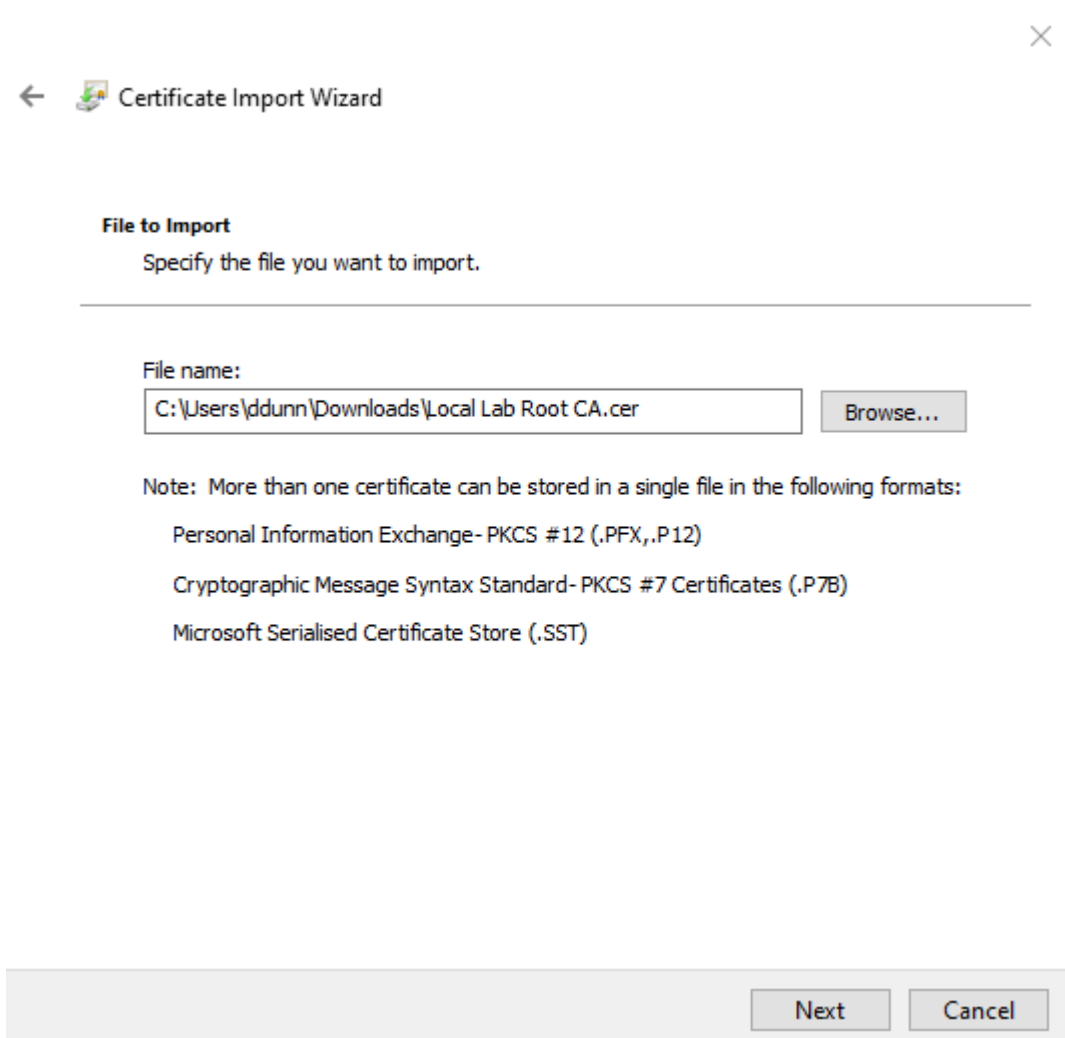 Certificate Import Wizard
File to Import
Specify the file you want to import.
File name:
C:\Users\ddunn\Downloads\Local Lab Root CA.cer
Browse...
Note: More than one certificate can be stored in a single file in the following formats:
Personal Information Exchange- PKCS #12 (.PFX,.P12)
Cryptographic Message Syntax Standard- PKCS #7 Certificates (.P7B)
Microsoft Serialised Certificate Store (.SST)
Next
Cancel